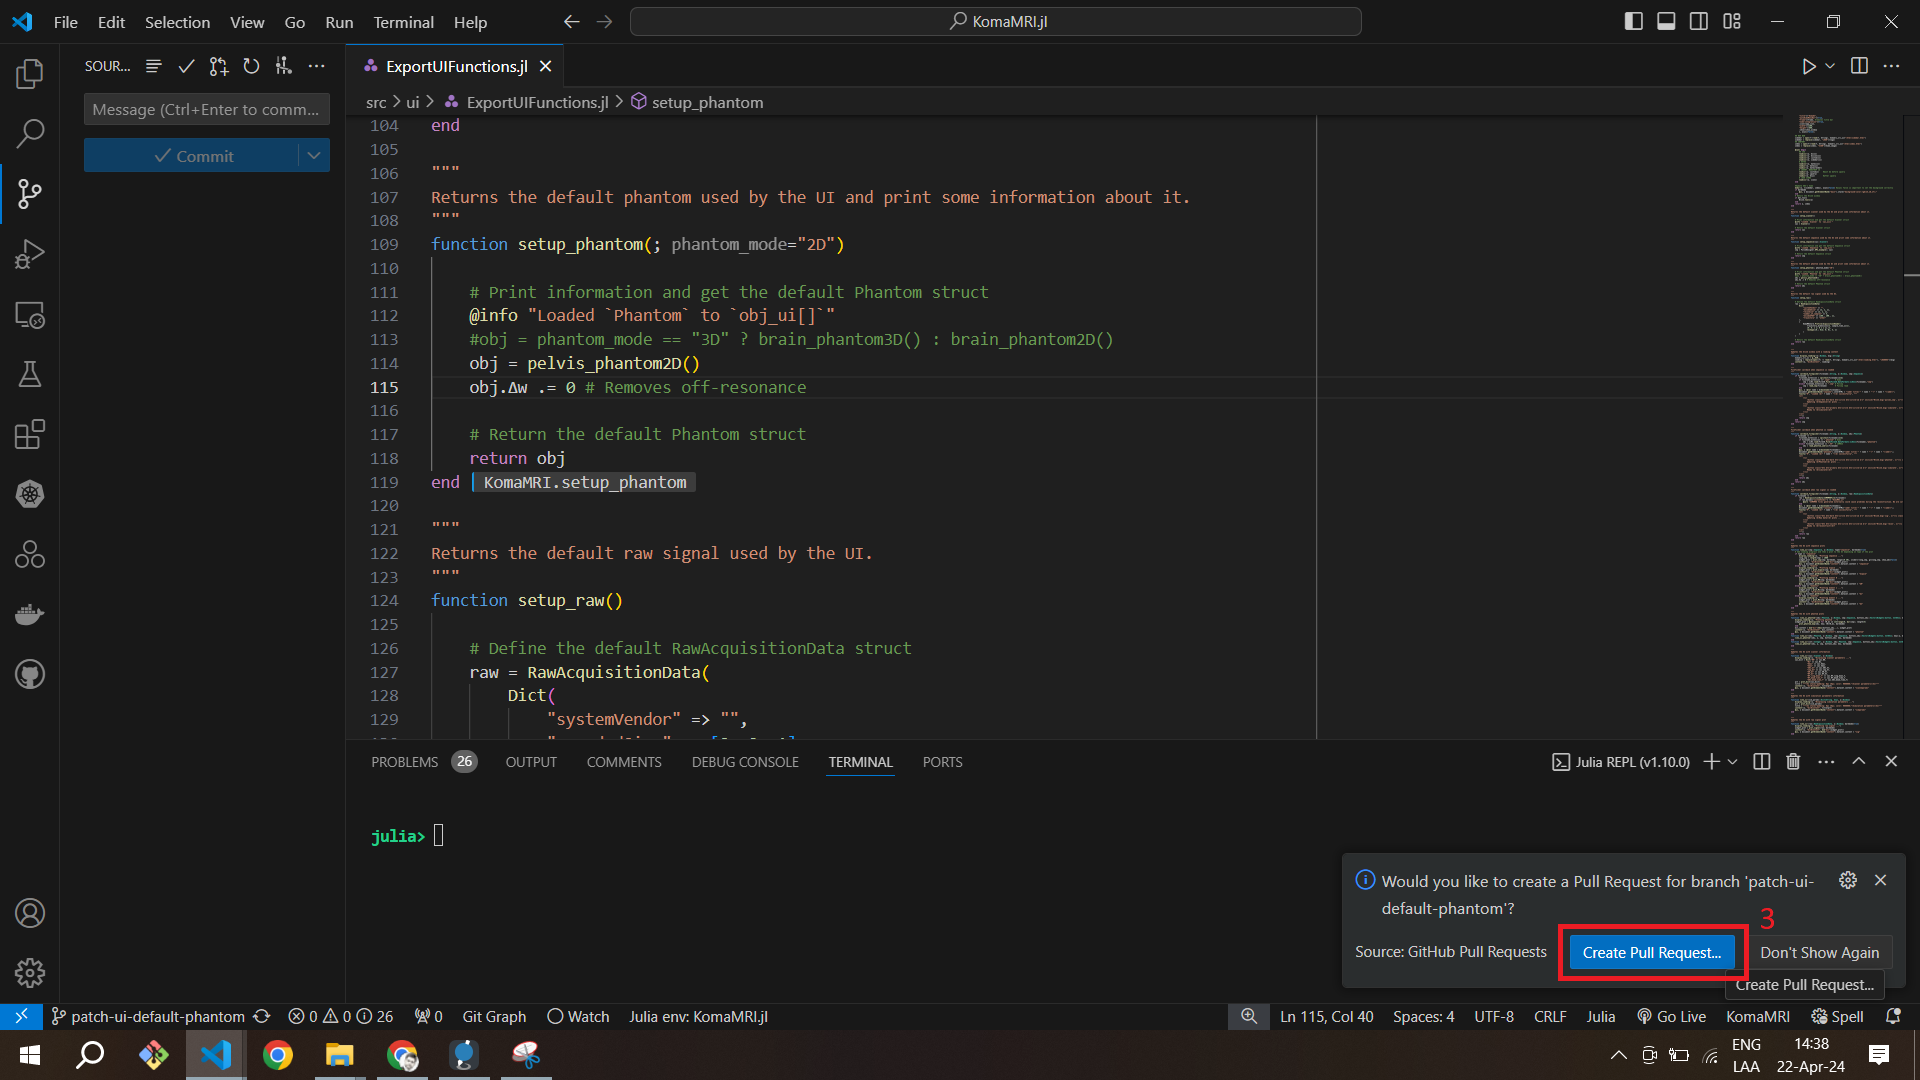 File Edit Selection View Go Run Terminal Help
KomaMRI.jl
SOUR...
Message (Ctrl+Enter to comm...
Commit
ExportUIFunctions.jl
src > ui > ExportUIFunctions.jl > setup_phantom
104 end
105
106 """
107 Returns the default phantom used by the UI and print some information about it.
108 """
109 function setup_phantom(; phantom_mode="2D")
110
111 # Print information and get the default Phantom struct
112 @info "Loaded `Phantom` to `obj_ui[]`"
113 #obj = phantom_mode == "3D" ? brain_phantom3D() : brain_phantom2D()
114 obj = pelvis_phantom2D()
115 obj.Δw .= 0 # Removes off-resonance
116
117 # Return the default Phantom struct
118 return obj
119 end KomaMRI.setup_phantom
120
121 """
122 Returns the default raw signal used by the UI.
123 """
124 function setup_raw()
125
126 # Define the default RawAcquisitionData struct
127 raw = RawAcquisitionData(
128 Dict(
129 "systemVendor" => "",
PROBLEMS 26 OUTPUT COMMENTS DEBUG CONSOLE TERMINAL PORTS
Julia REPL (v1.10.0)
julia>
Would you like to create a Pull Request for branch 'patch-ui-
default-phantom'?
3
Source: GitHub Pull Requests
Create Pull Request...
Don't Show Again
Create Pull Request...
patch-ui-default-phantom 0 0 26 0 Git Graph Watch Julia env: KomaMRI.jl
Ln 115, Col 40 Spaces: 4 UTF-8 CRLF Julia Go Live KomaMRI Spell
ENG
LAA
14:38
22-Apr-24